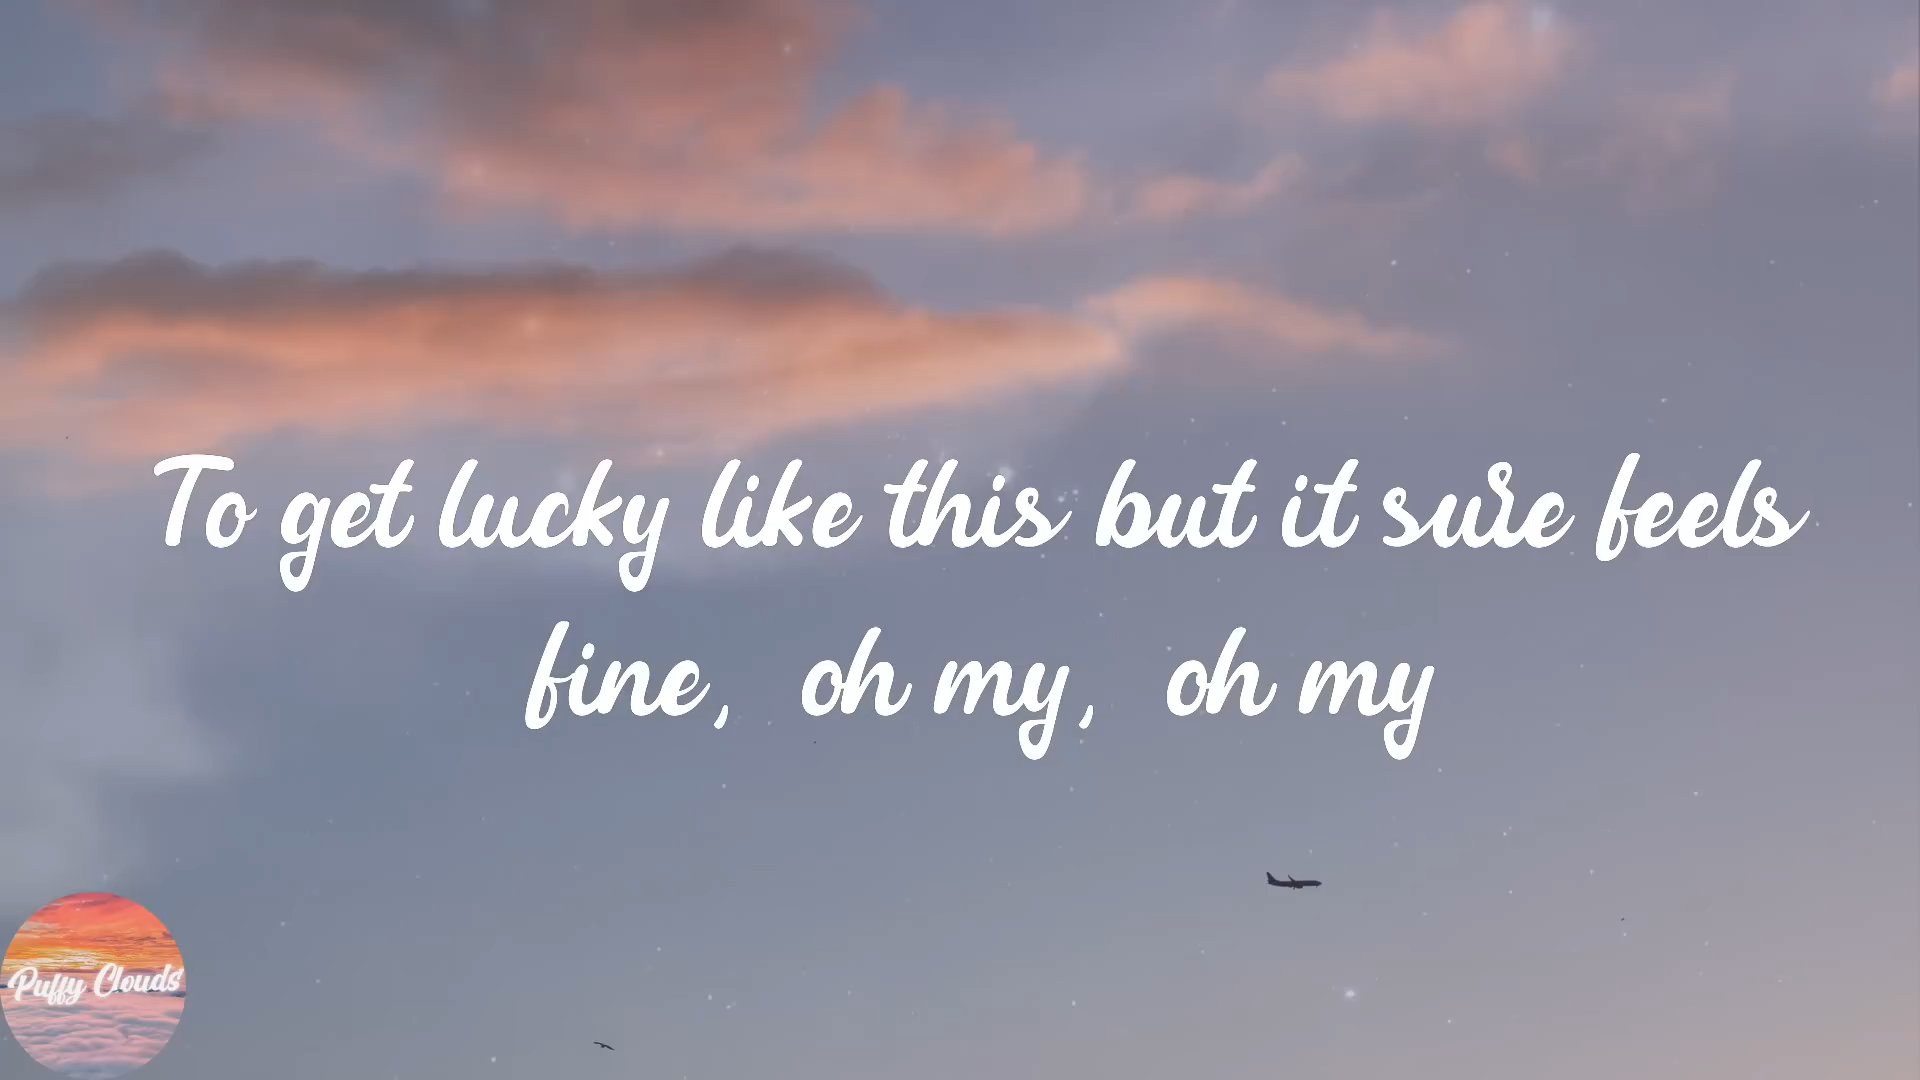 To get lucky like this but it sure feels
fine, oh my, oh my
Puffy Clouds